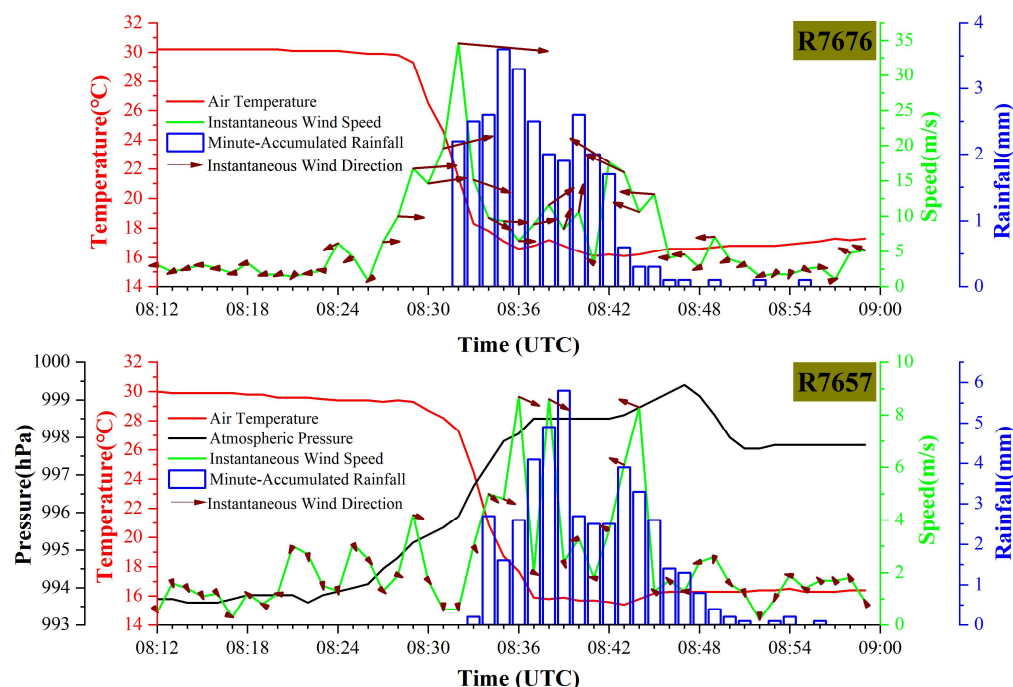 R7676
Temperature(°C)
32
30
28
26
24
22
20
18
16
14
Air Temperature
Instantaneous Wind Speed
Minute-Accumulated Rainfall
Instantaneous Wind Direction
35
30
25
20
15
10
5
0
Speed(m/s)
4
3
2
1
0
Rainfall(mm)
08:12 08:18 08:24 08:30 08:36 08:42 08:48 08:54 09:00
Time (UTC)
R7657
Pressure(hPa)
1000
999
998
997
996
995
994
993
Temperature(°C)
32
30
28
26
24
22
20
18
16
14
Air Temperature
Atmospheric Pressure
Instantaneous Wind Speed
Minute-Accumulated Rainfall
Instantaneous Wind Direction
10
8
6
4
2
0
Speed(m/s)
6
5
4
3
2
1
0
Rainfall(mm)
08:12 08:18 08:24 08:30 08:36 08:42 08:48 08:54 09:00
Time (UTC)